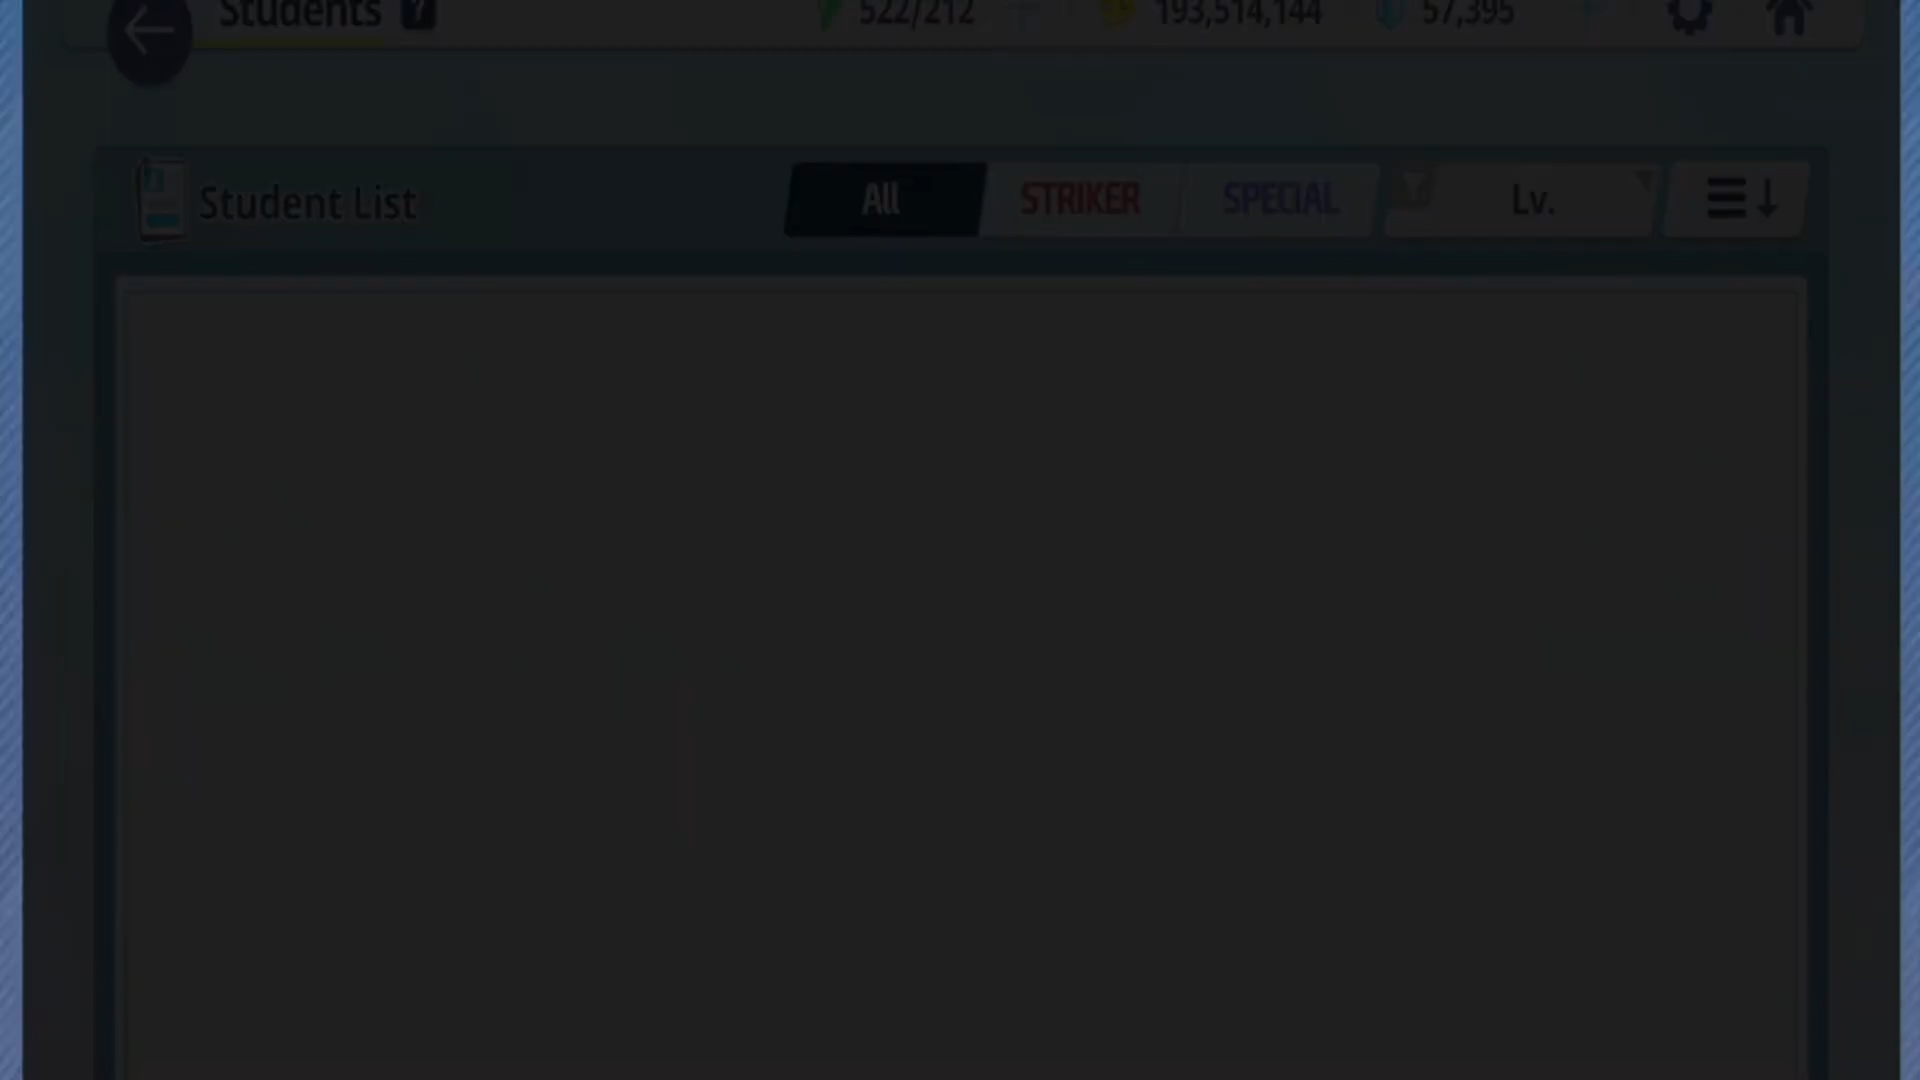 Students ? 522/212 193,514,144 57,395
Student List All STRIKER SPECIAL Lv.